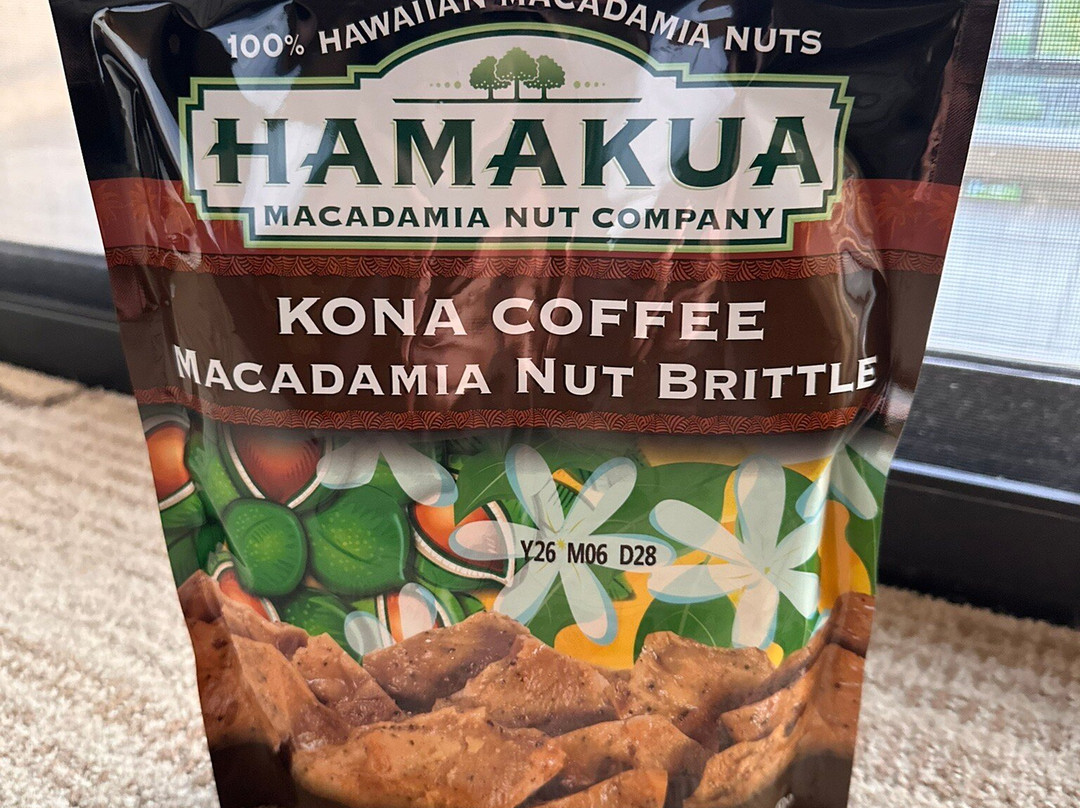 100% HAWAIIAN MACADAMIA NUTS
HAMAKUA
MACADAMIA NUT COMPANY
KONA COFFEE
MACADAMIA NUT BRITTLE
Y26 M06 D28